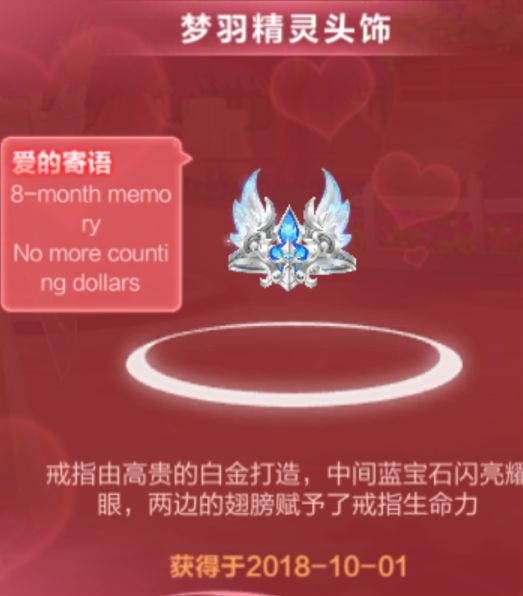 梦羽精灵头饰
爱的寄语
8-month memo
ry
No more counti
ng dollars
戒指由高贵的白金打造，中间蓝宝石闪亮耀
眼，两边的翅膀赋予了戒指生命力
获得于2018-10-01